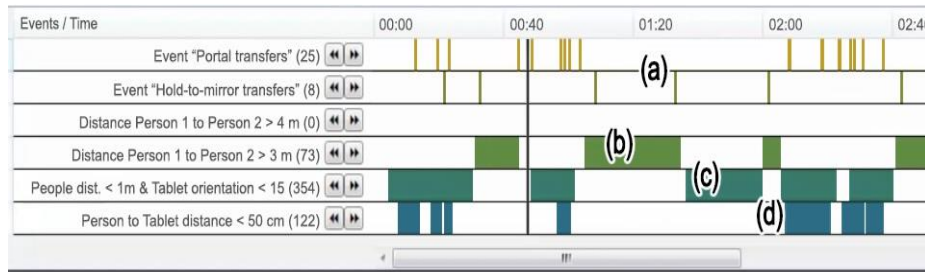 Events / Time 00:00 00:40 01:20 02:00 02:4
Event “Portal transfers” (25)
(a)
Event “Hold-to-mirror transfers” (8)
Distance Person 1 to Person 2 > 4 m (0)
Distance Person 1 to Person 2 > 3 m (73) (b)
People dist. < 1m & Tablet orientation < 15 (354) (c)
Person to Tablet distance < 50 cm (122) (d)